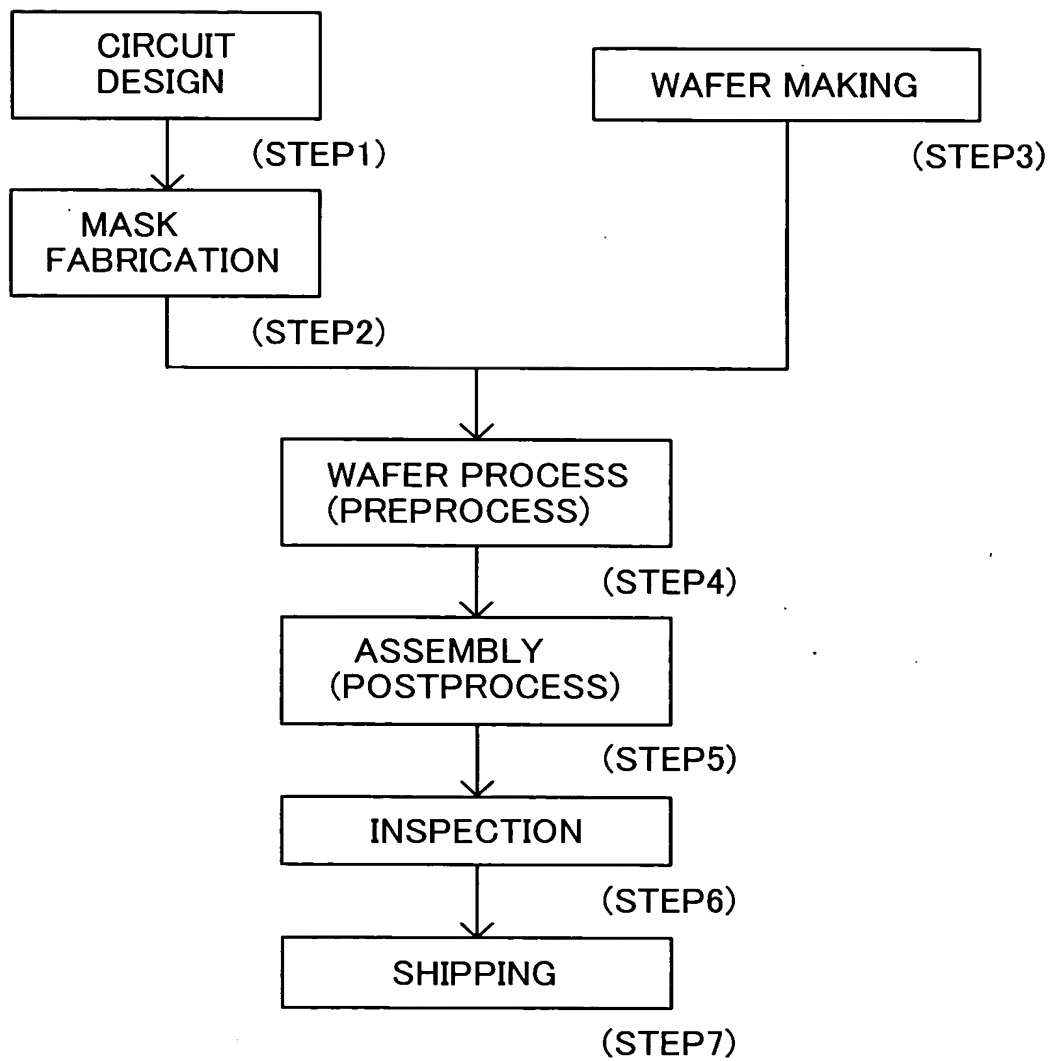 CIRCUIT
DESIGN
(STEP1)
WAFER MAKING
(STEP3)
MASK
FABRICATION
(STEP2)
WAFER PROCESS
(PREPROCESS)
(STEP4)
ASSEMBLY
(POSTPROCESS)
(STEP5)
INSPECTION
(STEP6)
SHIPPING
(STEP7)